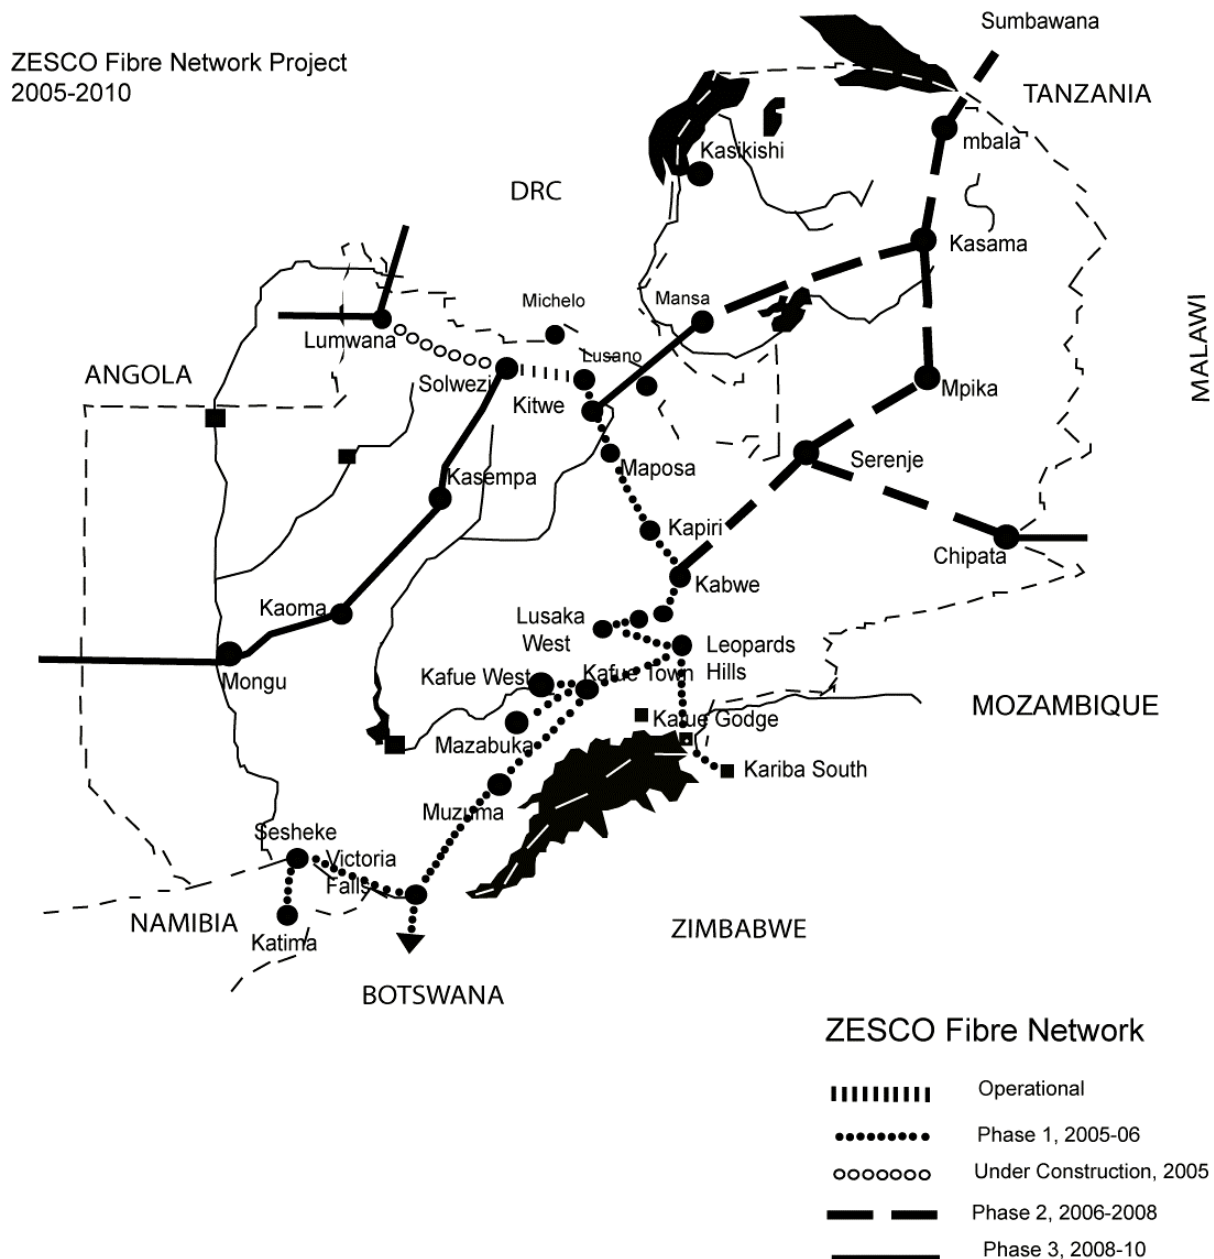 Sumbawana
ZESCO Fibre Network Project
2005-2010
TANZANIA
mbala
Kasikishi
DRC
Kasama
Michelo
Mansa
MALAWI
Lumwana
Lusano
ANGOLA
Solwezi
Kitwe
Mpika
Maposa
Serenje
Kasempa
Kapiri
Chipata
Kabwe
Kaoma
Lusaka
West
Leopards
Hills
Kafue West
Kafue Town
Mongu
MOZAMBIQUE
Kafue Godge
Mazabuka
Kariba South
Muzuma
Sesheke
Victoria
Falls
NAMIBIA
Katima
ZIMBABWE
BOTSWANA
ZESCO Fibre Network
Operational
Phase 1, 2005-06
Under Construction, 2005
Phase 2, 2006-2008
Phase 3, 2008-10